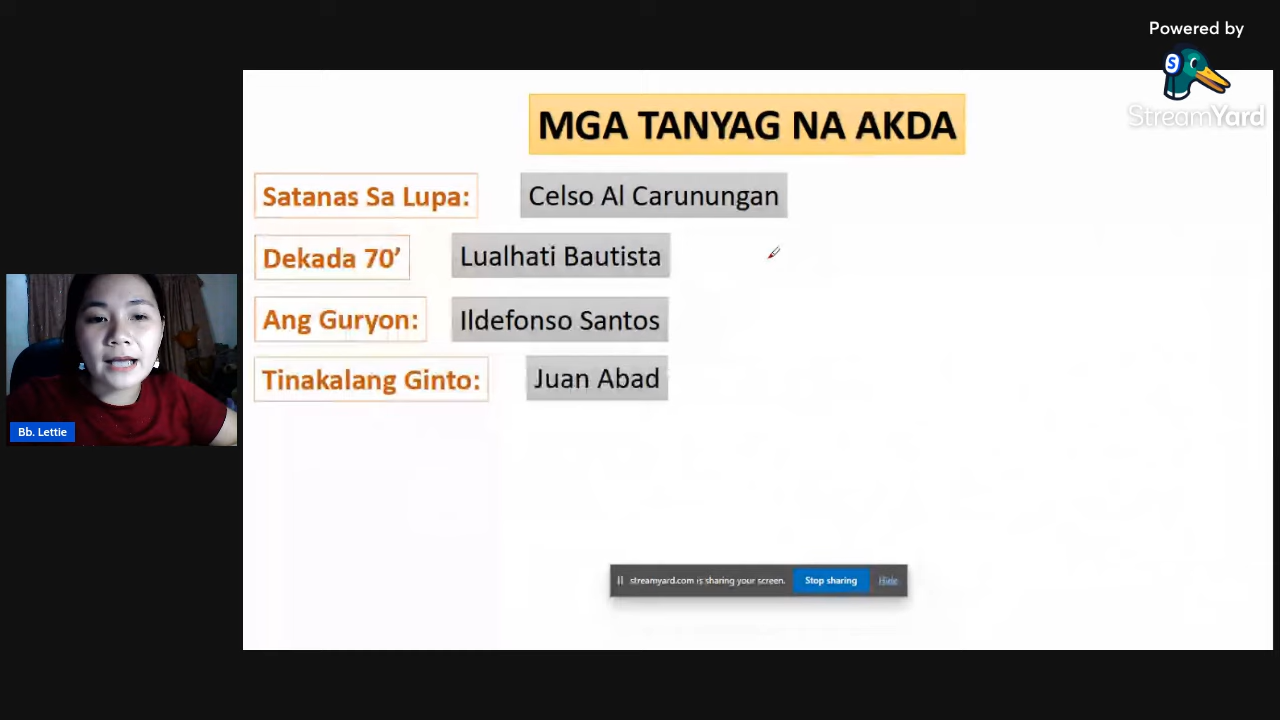 Powered by
StreamYard
MGA TANYAG NA AKDA
Satanas Sa Lupa: Celso Al Carunungan
Dekada 70’ Lualhati Bautista
Ang Guryon: Ildefonso Santos
Tinakalang Ginto: Juan Abad
Bb. Lettie
streamyard.com is sharing your screen. Stop sharing Hide